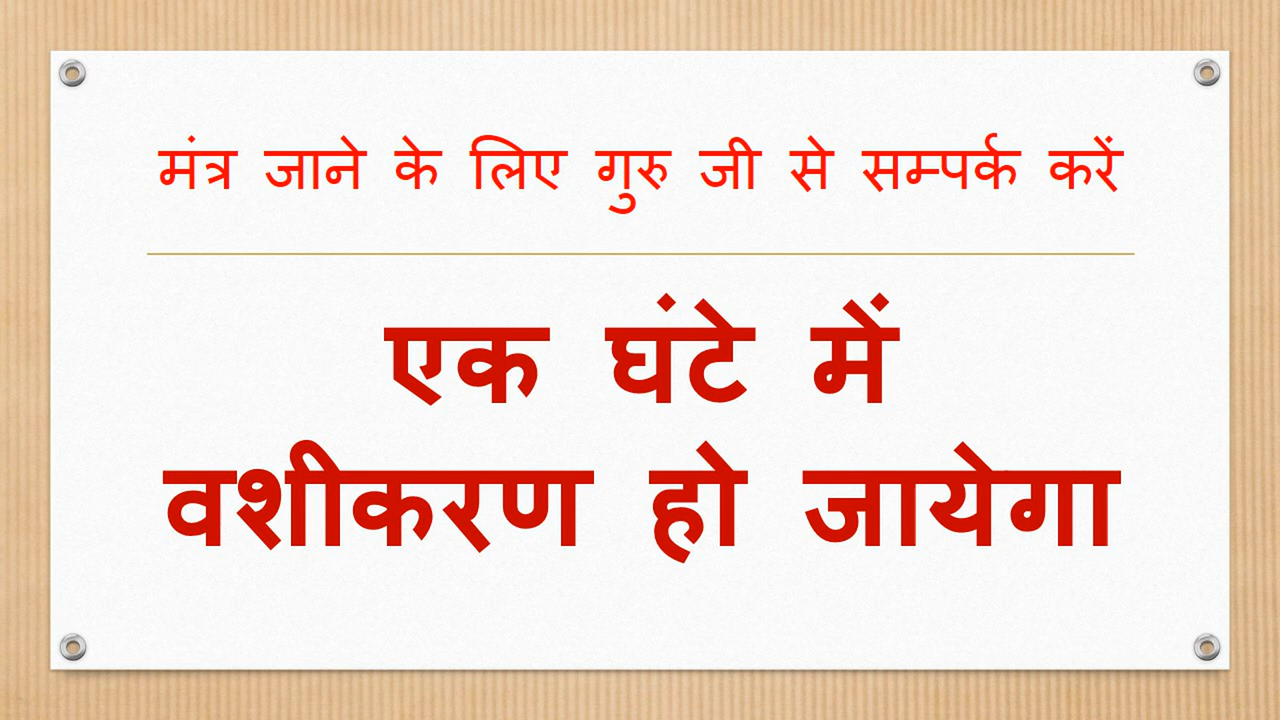 मंत्र जाने के लिए गुरु जी से सम्पर्क करें
एक घंटे में
वशीकरण हो जायेगा